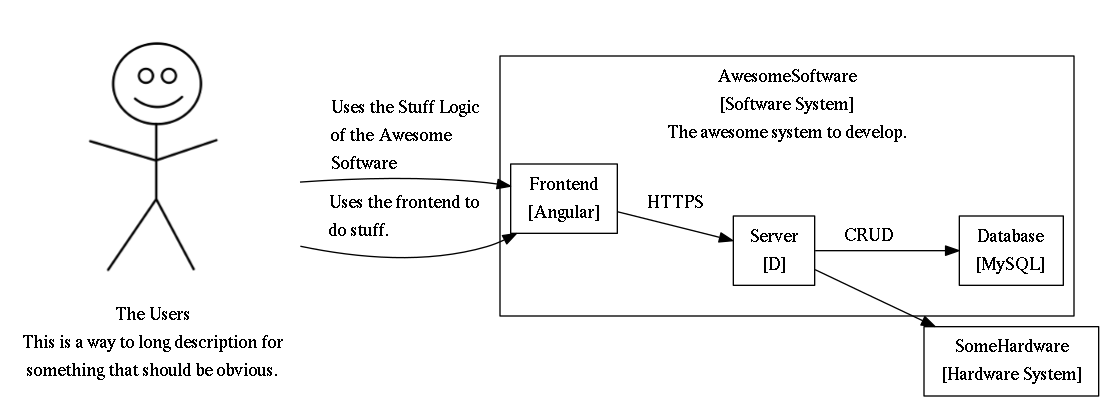 AwesomeSoftware
[Software System]
The awesome system to develop.
Uses the Stuff Logic
of the Awesome
Software
Uses the frontend to
do stuff.
Frontend
[Angular]
HTTPS
Server
[D]
CRUD
Database
[MySQL]
The Users
This is a way to long description for
something that should be obvious.
SomeHardware
[Hardware System]